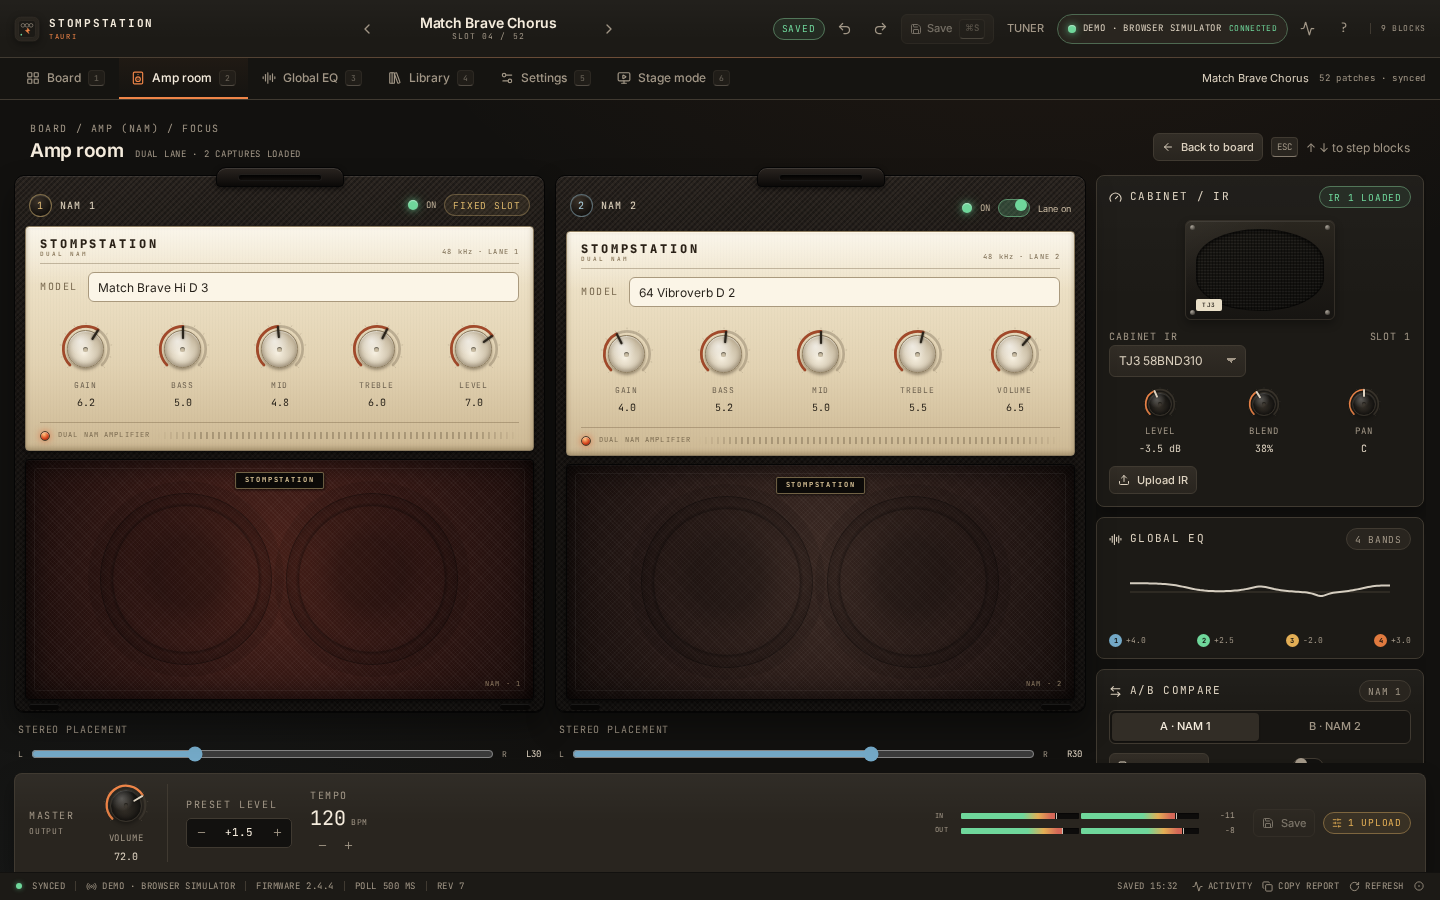 STOMPSTATION
TAURI
Match Brave Chorus
SLOT 04 / 52
SAVED
Save ⌘S
TUNER
DEMO · BROWSER SIMULATOR CONNECTED
?
9 BLOCKS
Board 1
Amp room 2
Global EQ 3
Library 4
Settings 5
Stage mode 6
Match Brave Chorus 52 patches · synced
BOARD / AMP (NAM) / FOCUS
Amp room DUAL LANE · 2 CAPTURES LOADED
← Back to board ESC ↑ ↓ to step blocks
1 NAM 1 ON FIXED SLOT
STOMPSTATION
DUAL NAM
48 kHz · LANE 1
MODEL Match Brave Hi D 3
GAIN BASS MID TREBLE LEVEL
6.2 5.0 4.8 6.0 7.0
DUAL NAM AMPLIFIER
STOMPSTATION
NAM · 1
STEREO PLACEMENT
L R L30
2 NAM 2 ON Lane on
STOMPSTATION
DUAL NAM
48 kHz · LANE 2
MODEL 64 Vibroverb D 2
GAIN BASS MID TREBLE VOLUME
4.0 5.2 5.0 5.5 6.5
DUAL NAM AMPLIFIER
STOMPSTATION
NAM · 2
STEREO PLACEMENT
L R R30
CABINET / IR IR 1 LOADED
TJ3
CABINET IR SLOT 1
TJ3 58BND310
LEVEL BLEND PAN
-3.5 dB 38% C
Upload IR
GLOBAL EQ 4 BANDS
1 +4.0 2 +2.5 3 -2.0 4 +3.0
A/B COMPARE NAM 1
A · NAM 1 B · NAM 2
MASTER
OUTPUT
VOLUME
72.0
PRESET LEVEL
− +1.5 +
TEMPO
120 BPM
− +
IN -11
OUT -8
Save
1 UPLOAD
SYNCED DEMO · BROWSER SIMULATOR FIRMWARE 2.4.4 POLL 500 MS REV 7
SAVED 15:32 ACTIVITY COPY REPORT REFRESH